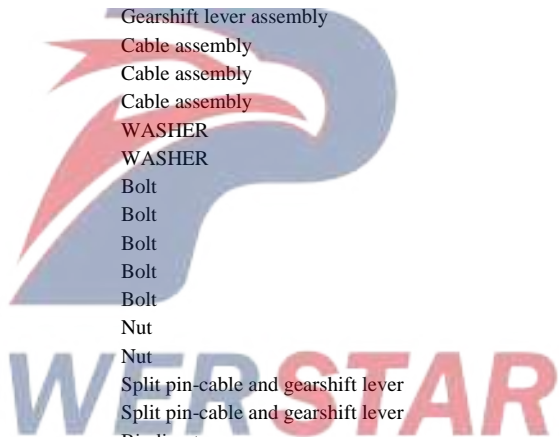 Gearshift lever assembly
Cable assembly
Cable assembly
Cable assembly
WASHER
WASHER
Bolt
Bolt
Bolt
Bolt
Bolt
Nut
Nut
Split pin-cable and gearshift lever
Split pin-cable and gearshift lever
WERSTAR